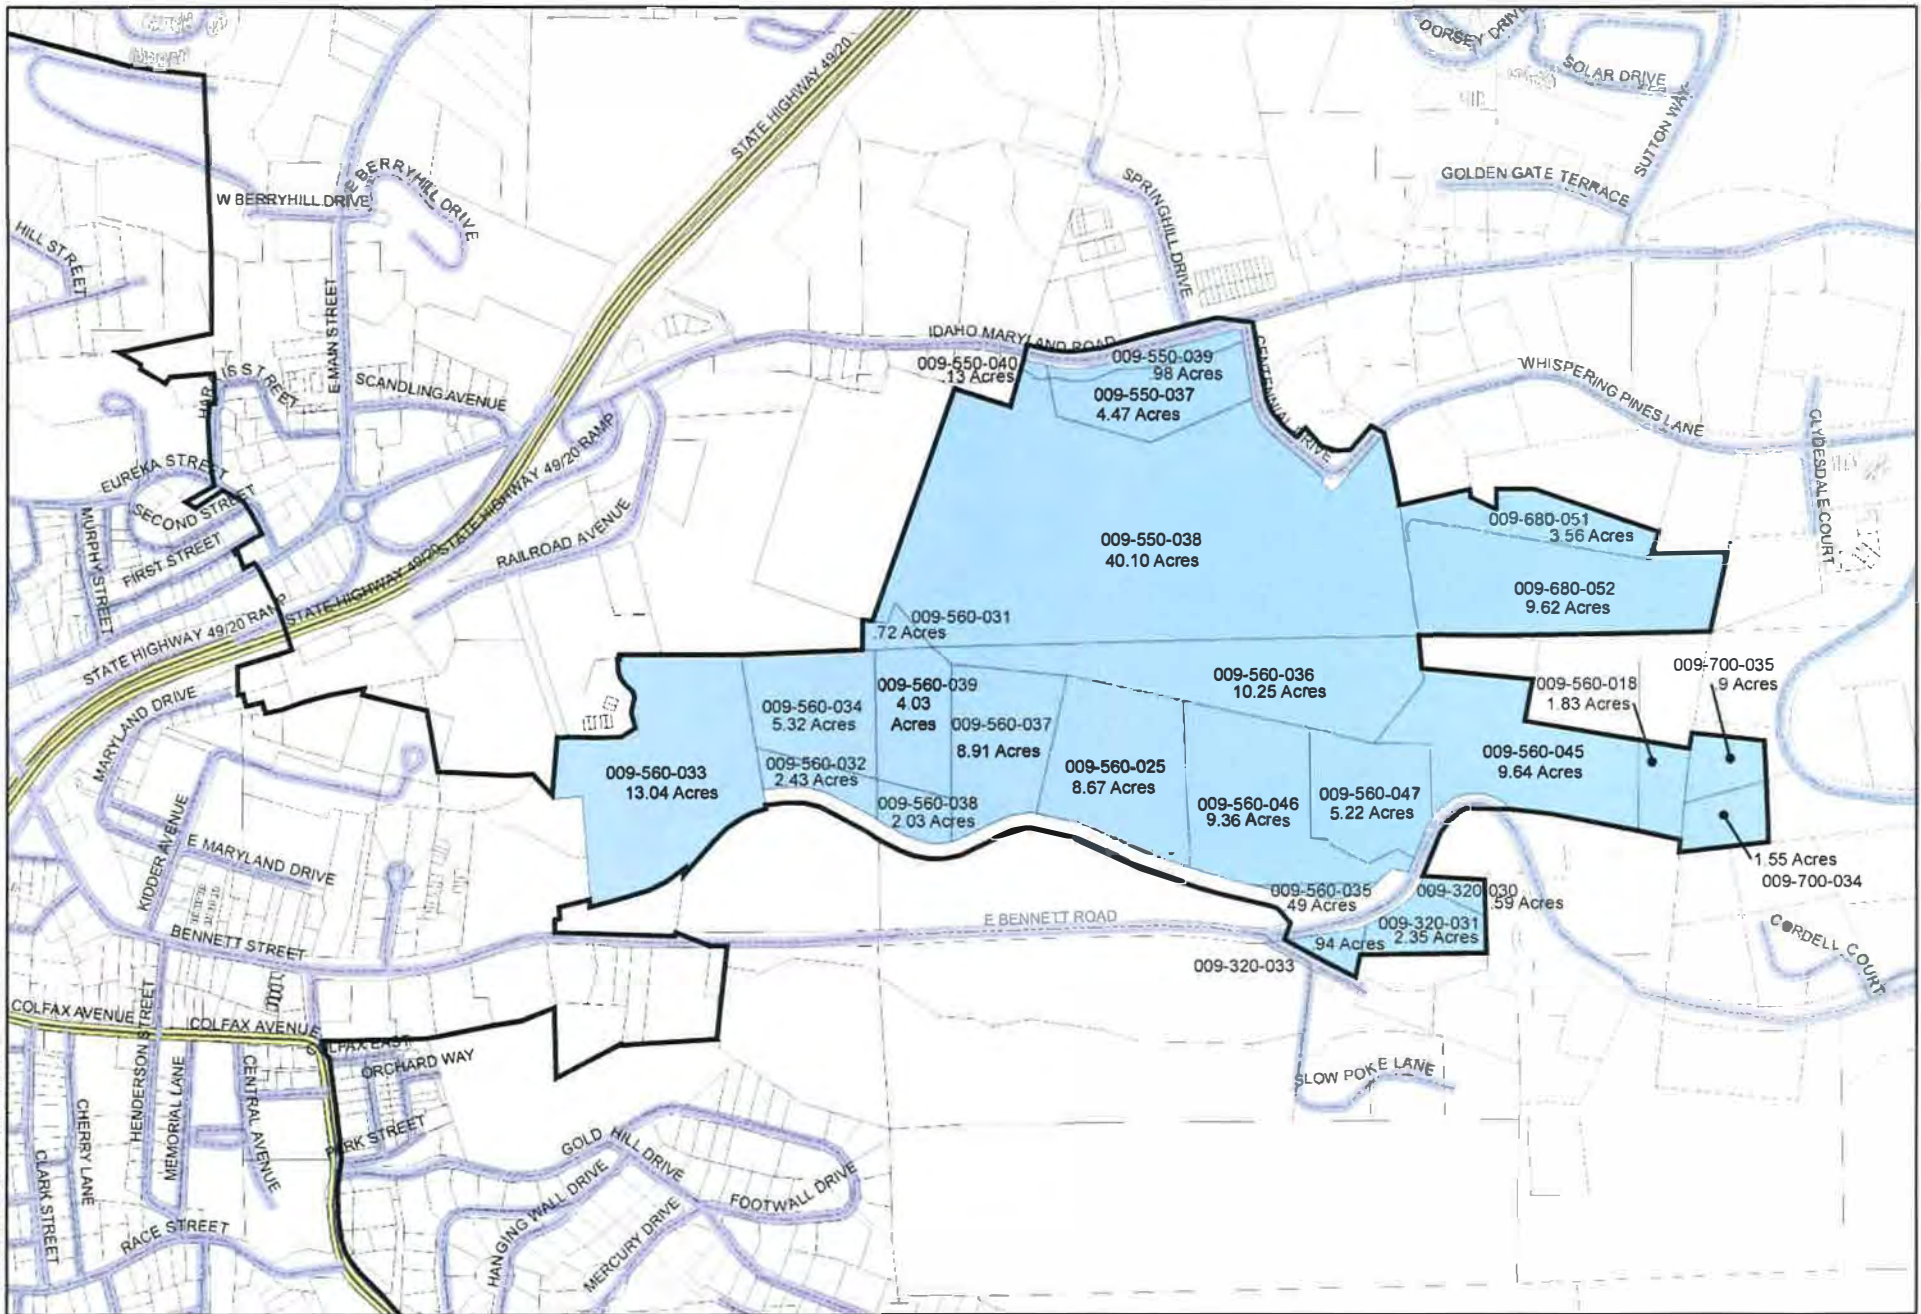 DORSEY DRIVE
SOLAR DRIVE
SUTTON WAY
STATE HIGHWAY 49/20
E BERRYHILL DRIVE
W BERRYHILL DRIVE
GOLDEN GATE TERRACE
SPRINGHILL DRIVE
HILL STREET
E MAIN STREET
IDAHO MARYLAND ROAD
CENTENNIAL DRIVE
009-550-040
.13 Acres
009-550-039
.98 Acres
009-550-037
4.47 Acres
WHISPERING PINES LANE
CLYDESDALE COURT
HARRIS STREET
SCANDLING AVENUE
STATE HIGHWAY 49/20 RAMP
EUREKA STREET
SECOND STREET
MURPHY STREET
FIRST STREET
STATE HIGHWAY 49/20
RAILROAD AVENUE
STATE HIGHWAY 49/20 RAMP
STATE HIGHWAY 49/20
009-550-038
40.10 Acres
009-680-051
3.56 Acres
009-680-052
9.62 Acres
009-560-031
.72 Acres
009-560-036
10.25 Acres
009-700-035
.9 Acres
009-560-018
1.83 Acres
009-560-039
4.03
Acres
009-560-034
5.32 Acres
009-560-037
8.91 Acres
009-560-032
2.43 Acres
009-560-033
13.04 Acres
009-560-025
8.67 Acres
009-560-045
9.64 Acres
009-560-046
9.36 Acres
009-560-047
5.22 Acres
009-560-038
2.03 Acres
1.55 Acres
009-700-034
009-560-035
.49 Acres
009-320-030
.59 Acres
009-320-031
2.35 Acres
.94 Acres
009-320-033
MARYLAND DRIVE
KIDDER AVENUE
E MARYLAND DRIVE
BENNETT STREET
E BENNETT ROAD
CORDELL COURT
COLFAX AVENUE
COLFAX AVENUE
COLFAX EAST
ORCHARD WAY
HENDERSON STREET
MEMORIAL LANE
CENTRAL AVENUE
CHERRY LANE
CLARK STREET
PARK STREET
RACE STREET
GOLD HILL DRIVE
HANGING WALL DRIVE
MERCURY DRIVE
FOOTWALL DRIVE
SLOW POKE LANE